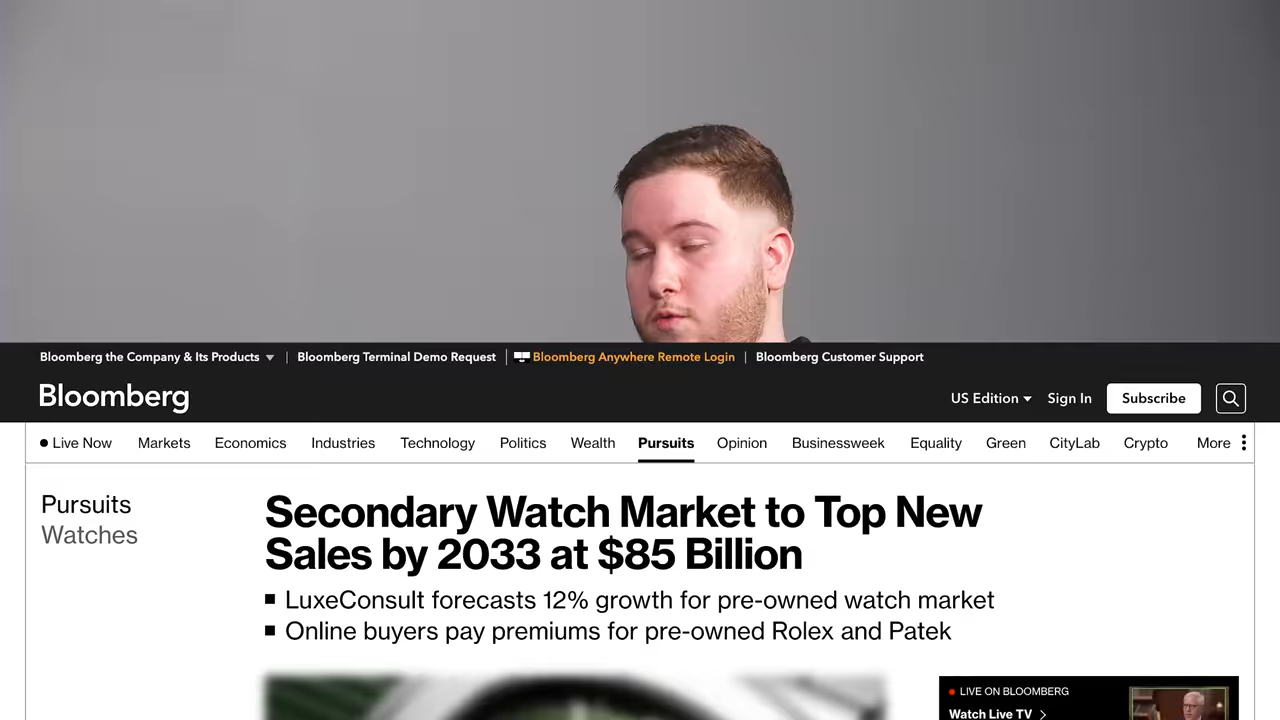 Bloomberg the Company & Its Products | Bloomberg Terminal Demo Request | Bloomberg Anywhere Remote Login | Bloomberg Customer Support
Bloomberg
US Edition Sign In Subscribe
Live Now Markets Economics Industries Technology Politics Wealth Pursuits Opinion Businessweek Equality Green CityLab Crypto More
Pursuits
Watches
Secondary Watch Market to Top New
Sales by 2033 at $85 Billion
LuxeConsult forecasts 12% growth for pre-owned watch market
Online buyers pay premiums for pre-owned Rolex and Patek
LIVE ON BLOOMBERG
Watch Live TV